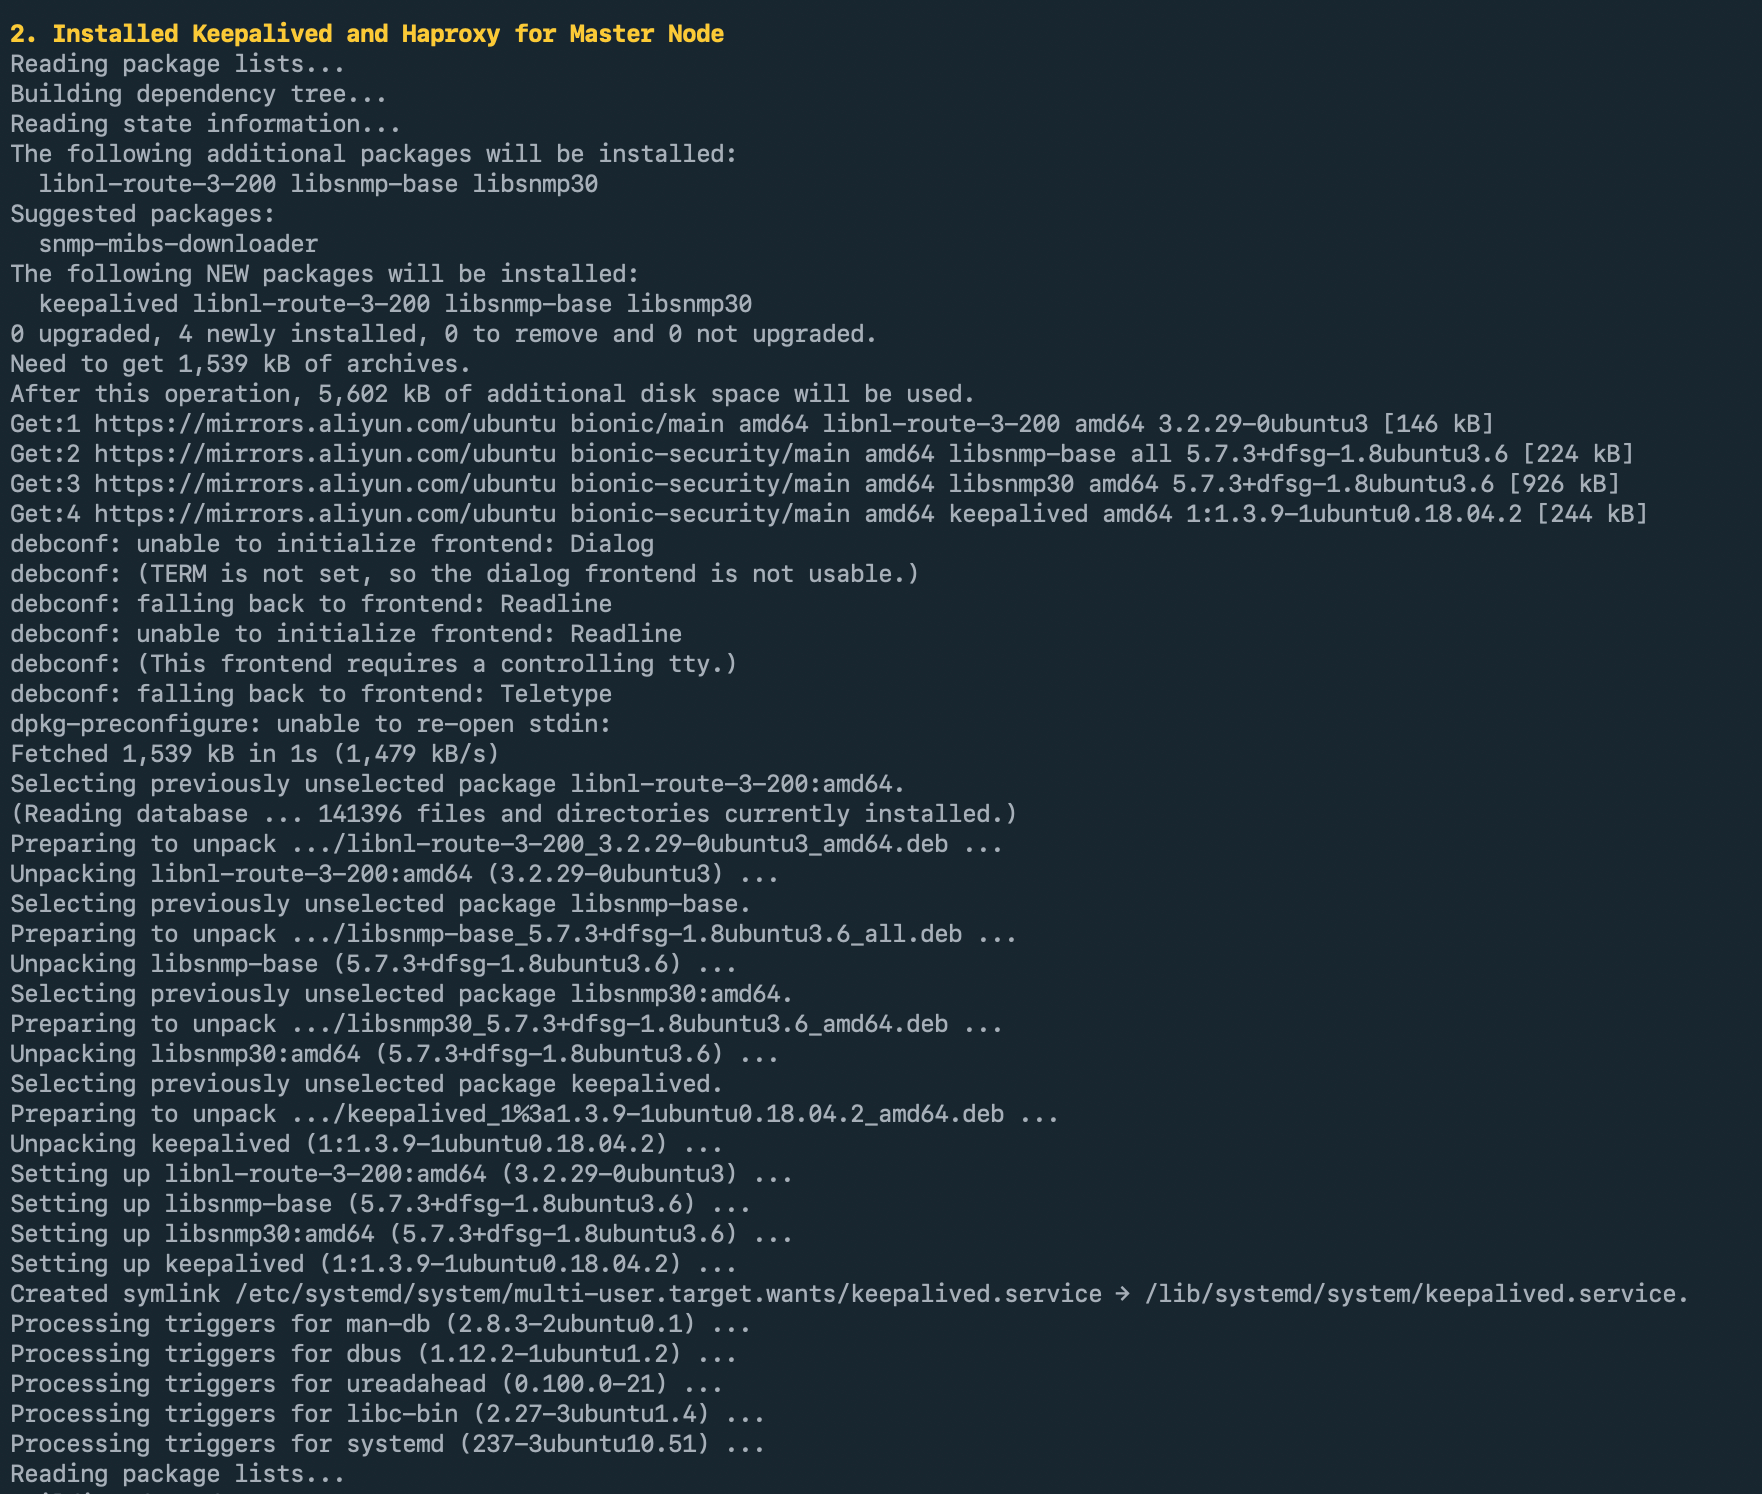 2. Installed Keepalived and Haproxy for Master Node
Reading package lists...
Building dependency tree...
Reading state information...
The following additional packages will be installed:
  libnl-route-3-200 libsnmp-base libsnmp30
Suggested packages:
  snmp-mibs-downloader
The following NEW packages will be installed:
  keepalived libnl-route-3-200 libsnmp-base libsnmp30
0 upgraded, 4 newly installed, 0 to remove and 0 not upgraded.
Need to get 1,539 kB of archives.
After this operation, 5,602 kB of additional disk space will be used.
Get:1 https://mirrors.aliyun.com/ubuntu bionic/main amd64 libnl-route-3-200 amd64 3.2.29-0ubuntu3 [146 kB]
Get:2 https://mirrors.aliyun.com/ubuntu bionic-security/main amd64 libsnmp-base all 5.7.3+dfsg-1.8ubuntu3.6 [224 kB]
Get:3 https://mirrors.aliyun.com/ubuntu bionic-security/main amd64 libsnmp30 amd64 5.7.3+dfsg-1.8ubuntu3.6 [926 kB]
Get:4 https://mirrors.aliyun.com/ubuntu bionic-security/main amd64 keepalived amd64 1:1.3.9-1ubuntu0.18.04.2 [244 kB]
debconf: unable to initialize frontend: Dialog
debconf: (TERM is not set, so the dialog frontend is not usable.)
debconf: falling back to frontend: Readline
debconf: unable to initialize frontend: Readline
debconf: (This frontend requires a controlling tty.)
debconf: falling back to frontend: Teletype
dpkg-preconfigure: unable to re-open stdin:
Fetched 1,539 kB in 1s (1,479 kB/s)
Selecting previously unselected package libnl-route-3-200:amd64.
(Reading database ... 141396 files and directories currently installed.)
Preparing to unpack .../libnl-route-3-200_3.2.29-0ubuntu3_amd64.deb ...
Unpacking libnl-route-3-200:amd64 (3.2.29-0ubuntu3) ...
Selecting previously unselected package libsnmp-base.
Preparing to unpack .../libsnmp-base_5.7.3+dfsg-1.8ubuntu3.6_all.deb ...
Unpacking libsnmp-base (5.7.3+dfsg-1.8ubuntu3.6) ...
Selecting previously unselected package libsnmp30:amd64.
Preparing to unpack .../libsnmp30_5.7.3+dfsg-1.8ubuntu3.6_amd64.deb ...
Unpacking libsnmp30:amd64 (5.7.3+dfsg-1.8ubuntu3.6) ...
Selecting previously unselected package keepalived.
Preparing to unpack .../keepalived_1%3a1.3.9-1ubuntu0.18.04.2_amd64.deb ...
Unpacking keepalived (1:1.3.9-1ubuntu0.18.04.2) ...
Setting up libnl-route-3-200:amd64 (3.2.29-0ubuntu3) ...
Setting up libsnmp-base (5.7.3+dfsg-1.8ubuntu3.6) ...
Setting up libsnmp30:amd64 (5.7.3+dfsg-1.8ubuntu3.6) ...
Setting up keepalived (1:1.3.9-1ubuntu0.18.04.2) ...
Created symlink /etc/systemd/system/multi-user.target.wants/keepalived.service → /lib/systemd/system/keepalived.service.
Processing triggers for man-db (2.8.3-2ubuntu0.1) ...
Processing triggers for dbus (1.12.2-1ubuntu1.2) ...
Processing triggers for ureadahead (0.100.0-21) ...
Processing triggers for libc-bin (2.27-3ubuntu1.4) ...
Processing triggers for systemd (237-3ubuntu10.51) ...
Reading package lists...